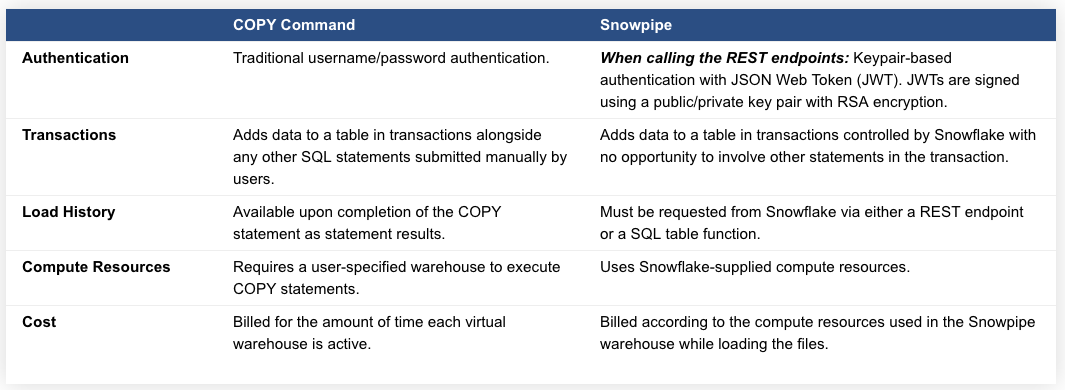 COPY Command
Snowpipe
Authentication
Traditional username/password authentication.
When calling the REST endpoints: Keypair-based
authentication with JSON Web Token (JWT). JWTs are signed
using a public/private key pair with RSA encryption.
Transactions
Adds data to a table in transactions alongside
any other SQL statements submitted manually by
users.
Adds data to a table in transactions controlled by Snowflake with
no opportunity to involve other statements in the transaction.
Load History
Available upon completion of the COPY
statement as statement results.
Must be requested from Snowflake via either a REST endpoint
or a SQL table function.
Compute Resources
Requires a user-specified warehouse to execute
COPY statements.
Uses Snowflake-supplied compute resources.
Cost
Billed for the amount of time each virtual
warehouse is active.
Billed according to the compute resources used in the Snowpipe
warehouse while loading the files.